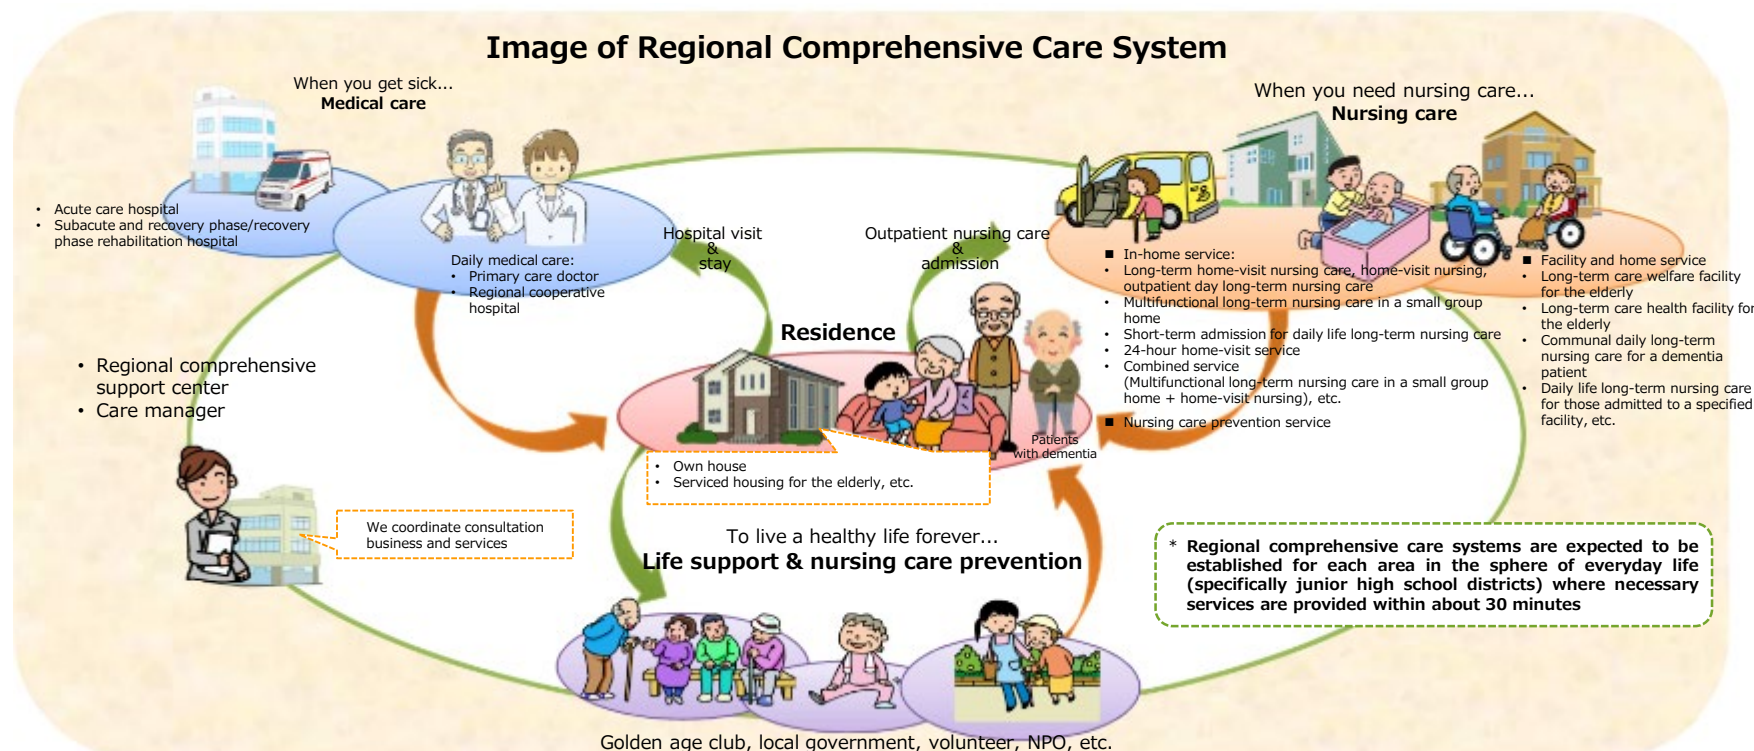 Image of Regional Comprehensive Care System
When you get sick...
Medical care
• Acute care hospital
• Subacute and recovery phase/recovery
phase rehabilitation hospital
Daily medical care:
• Primary care doctor
• Regional cooperative
hospital
Hospital visit
&
stay
Outpatient nursing care
&
admission
When you need nursing care...
Nursing care
■ In-home service:
• Long-term home-visit nursing care, home-visit nursing,
outpatient day long-term nursing care
• Multifunctional long-term nursing care in a small group
home
• Short-term admission for daily life long-term nursing care
• 24-hour home-visit service
• Combined service
(Multifunctional long-term nursing care in a small group
home + home-visit nursing), etc.
■ Nursing care prevention service
■ Facility and home service
• Long-term care welfare facility
for the elderly
• Long-term care health facility for
the elderly
• Communal daily long-term
nursing care for a dementia
patient
• Daily life long-term nursing care
for those admitted to a specified
facility, etc.
Residence
Patients
with dementia
• Own house
• Serviced housing for the elderly, etc.
• Regional comprehensive
support center
• Care manager
We coordinate consultation
business and services
To live a healthy life forever...
Life support & nursing care prevention
* Regional comprehensive care systems are expected to be
established for each area in the sphere of everyday life
(specifically junior high school districts) where necessary
services are provided within about 30 minutes
Golden age club, local government, volunteer, NPO, etc.